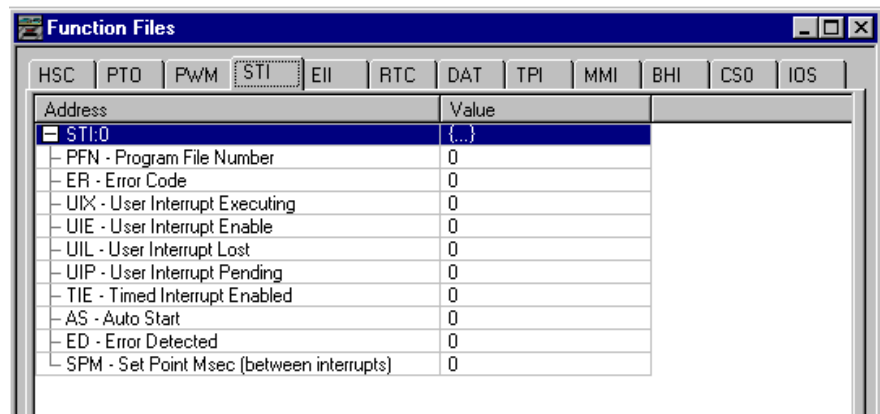 Function Files
HSC PTO PWM STI EII RTC DAT TPI MMI BHI CS0 IOS
Address Value
STI:0 {...}
PFN - Program File Number 0
ER - Error Code 0
UIX - User Interrupt Executing 0
UIE - User Interrupt Enable 0
UIL - User Interrupt Lost 0
UIP - User Interrupt Pending 0
TIE - Timed Interrupt Enabled 0
AS - Auto Start 0
ED - Error Detected 0
SPM - Set Point Msec (between interrupts) 0